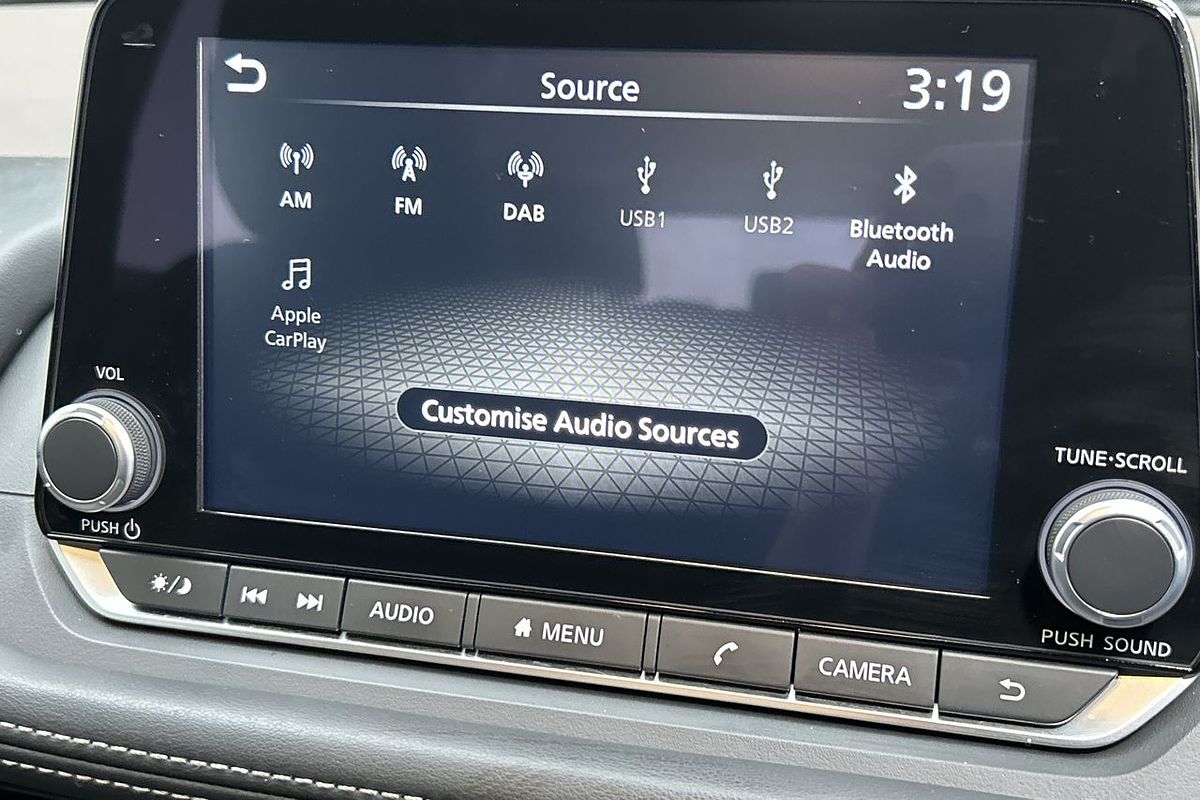 Source
3:19
AM
FM
DAB
USB1
USB2
Bluetooth
Audio
Apple
CarPlay
Customise Audio Sources
VOL
PUSH
TUNE·SCROLL
PUSH SOUND
AUDIO
MENU
CAMERA